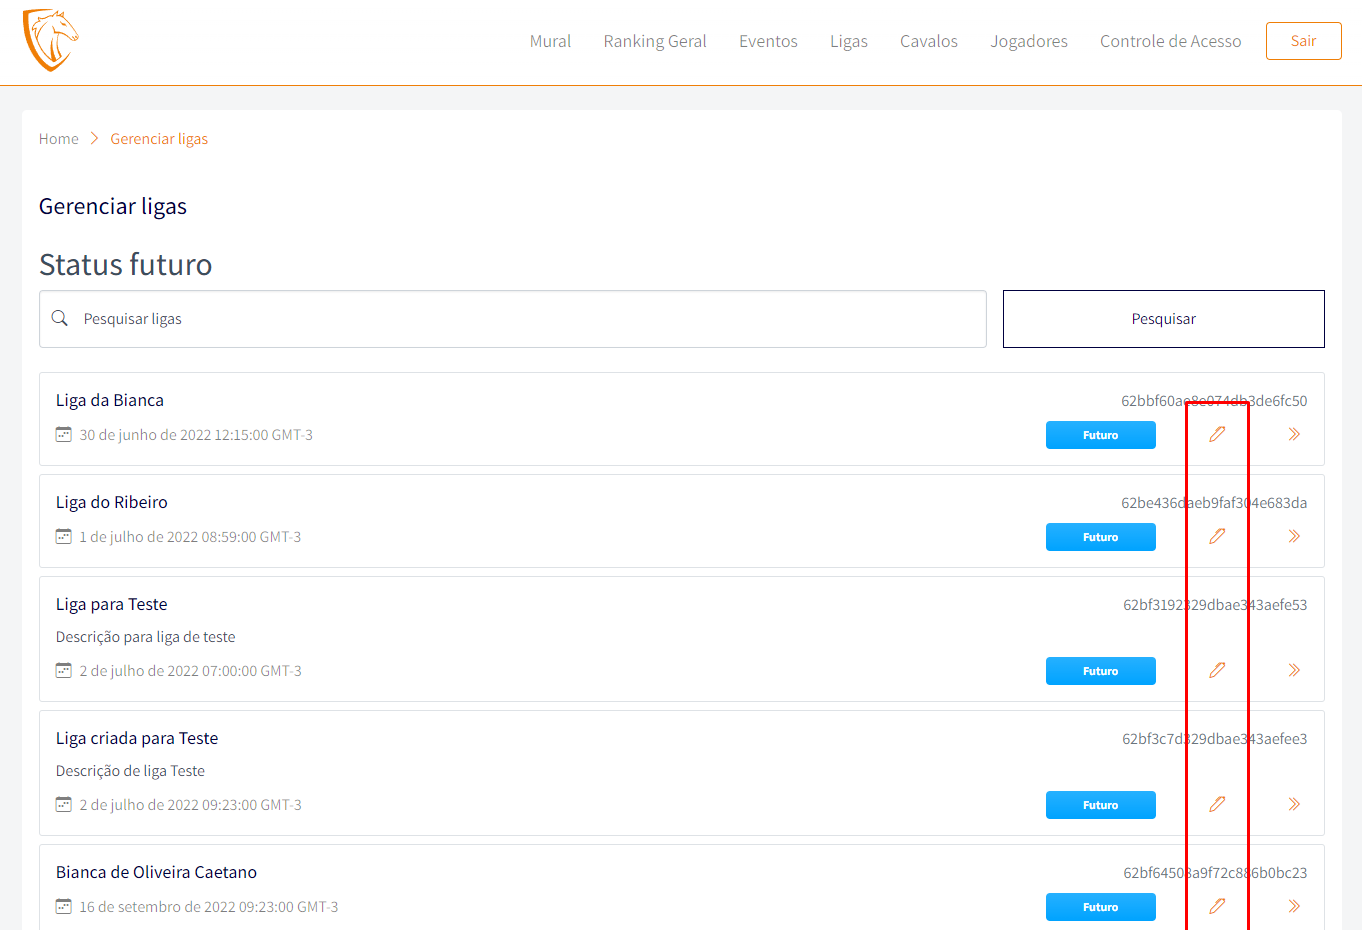 Mural Ranking Geral Eventos Ligas Cavalos Jogadores Controle de Acesso Sair
Home Gerenciar ligas
Gerenciar ligas
Status futuro
Pesquisar ligas Pesquisar
Liga da Bianca 62bbf60ae8e074db3de6fc50
30 de junho de 2022 12:15:00 GMT-3 Futuro
Liga do Ribeiro 62be436daeb9faf304e683da
1 de julho de 2022 08:59:00 GMT-3 Futuro
Liga para Teste 62bf3192329dbae343aefe53
Descrição para liga de teste
2 de julho de 2022 07:00:00 GMT-3 Futuro
Liga criada para Teste 62bf3c7d329dbae343aefee3
Descrição de liga Teste
2 de julho de 2022 09:23:00 GMT-3 Futuro
Bianca de Oliveira Caetano 62bf64503a9f72c886b0bc23
16 de setembro de 2022 09:23:00 GMT-3 Futuro